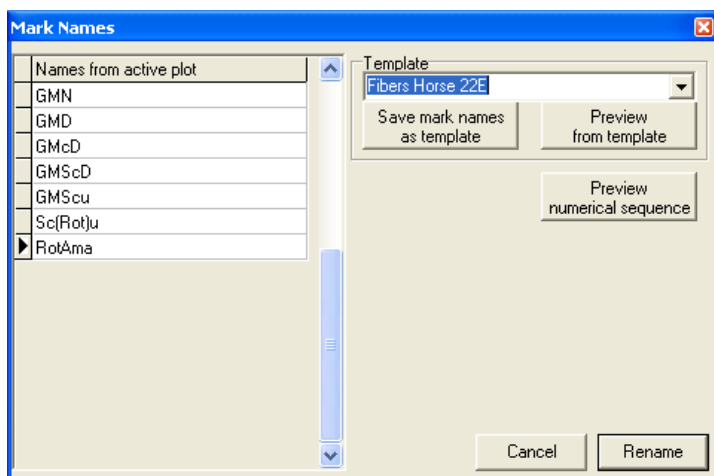 Mark Names
Names from active plot
GMN
GMD
GMcD
GMScD
GMScu
Sc(Rot)u
RotAma
Template
Fibers Horse 22E
Save mark names
as template
Preview
from template
Preview
numerical sequence
Cancel
Rename